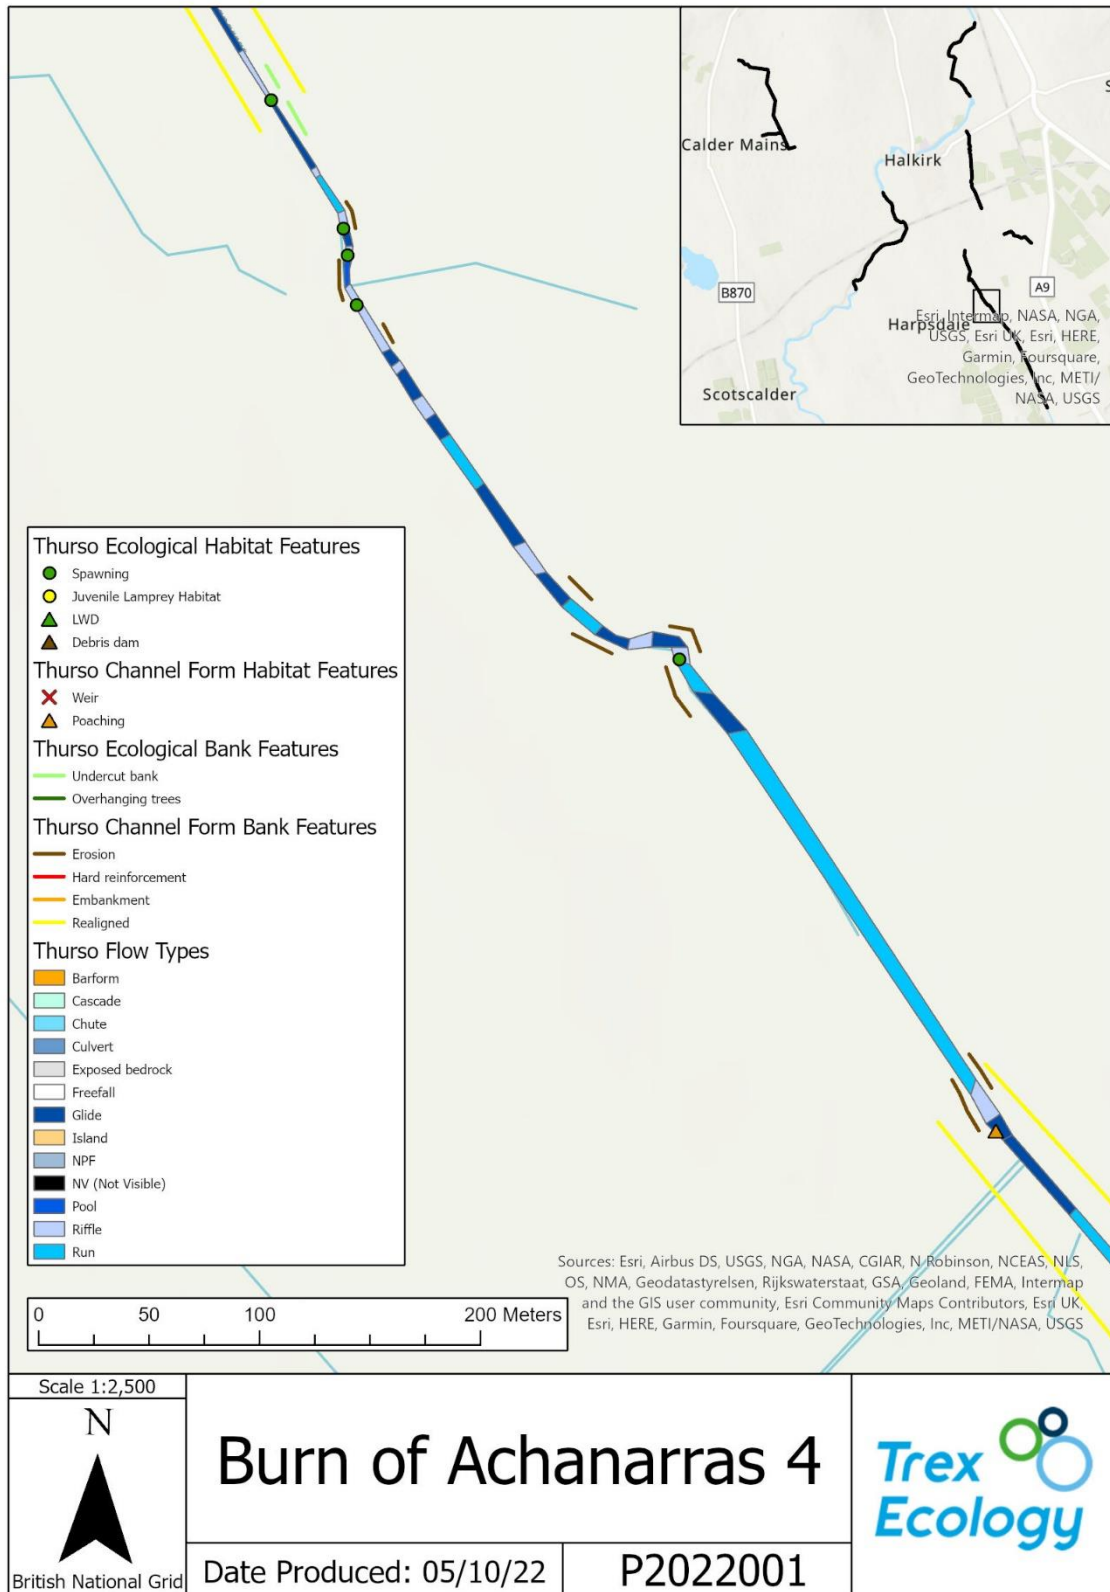 Calder Mains
Halkirk
B870
A9
Harpsdale
Scotscalder
Esri, Intermap, NASA, NGA,
USGS, Esri UK, Esri, HERE,
Garmin, Foursquare,
GeoTechnologies, Inc, METI/
NASA, USGS
S
Thurso Ecological Habitat Features
Spawning
Juvenile Lamprey Habitat
LWD
Debris dam
Thurso Channel Form Habitat Features
Weir
Poaching
Thurso Ecological Bank Features
Undercut bank
Overhanging trees
Thurso Channel Form Bank Features
Erosion
Hard reinforcement
Embankment
Realigned
Thurso Flow Types
Barform
Cascade
Chute
Culvert
Exposed bedrock
Freefall
Glide
Island
NPF
NV (Not Visible)
Pool
Riffle
Run
Sources: Esri, Airbus DS, USGS, NGA, NASA, CGIAR, N Robinson, NCEAS, NLS,
OS, NMA, Geodatastyrelsen, Rijkswaterstaat, GSA, Geoland, FEMA, Intermap
and the GIS user community, Esri Community Maps Contributors, Esri UK,
Esri, HERE, Garmin, Foursquare, GeoTechnologies, Inc, METI/NASA, USGS
0 50 100 200 Meters
Scale 1:2,500
N
British National Grid
Burn of Achanarras 4
Date Produced: 05/10/22
P2022001
Trex
Ecology